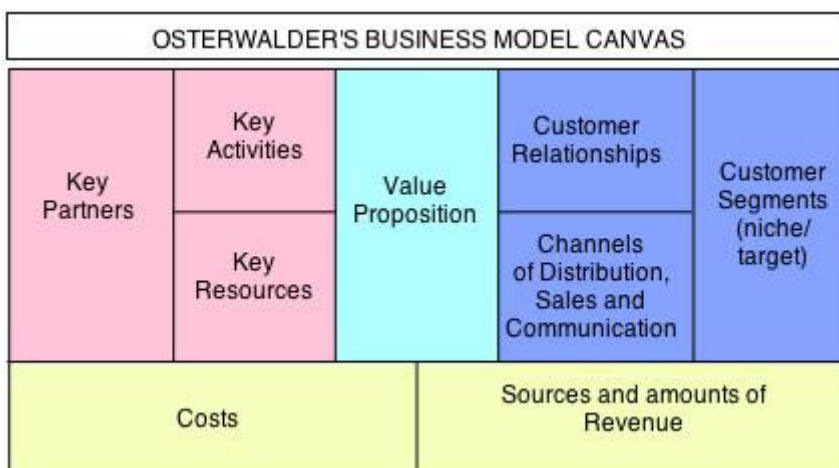 OSTERWALDER'S BUSINESS MODEL CANVAS
Key
Partners
Key
Activities
Key
Resources
Value
Proposition
Customer
Relationships
Channels
of Distribution,
Sales and
Communication
Customer
Segments
(niche/
target)
Costs
Sources and amounts of
Revenue